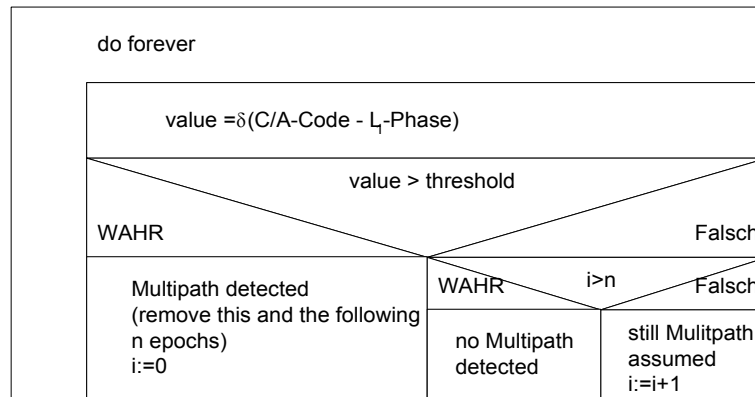 do forever
value =δ(C/A-Code - L₁-Phase)
value > threshold
WAHR
Falsch
Multipath detected
(remove this and the following
n epochs)
i:=0
WAHR
i>n
Falsch
no Multipath
detected
still Mulitpath
assumed
i:=i+1